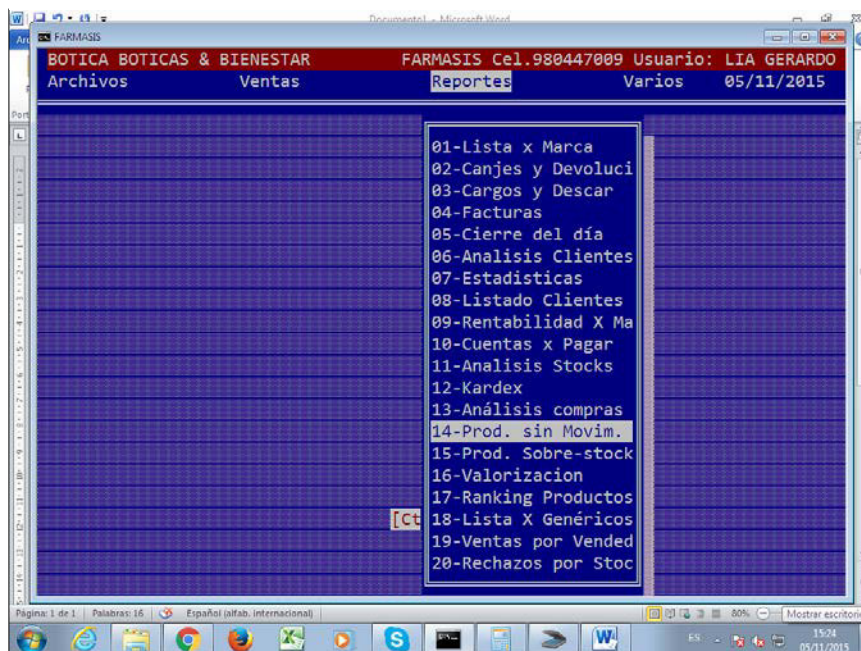 Documento1 - Microsoft Word
FARMASIS
BOTICA BOTICAS & BIENESTAR FARMASIS Cel.980447009 Usuario: LIA GERARDO
Archivos Ventas Reportes Varios 05/11/2015
01-Lista x Marca
02-Canjes y Devoluci
03-Cargos y Descar
04-Facturas
05-Cierre del día
06-Analisis Clientes
07-Estadisticas
08-Listado Clientes
09-Rentabilidad X Ma
10-Cuentas x Pagar
11-Analisis Stocks
12-Kardex
13-Análisis compras
14-Prod. sin Movim.
15-Prod. Sobre-stock
16-Valorizacion
17-Ranking Productos
[Ct 18-Lista X Genéricos
19-Ventas por Vended
20-Rechazos por Stoc
Página: 1 de 1 Palabras: 16 Español (alfab. internacional) 80% Mostrar escritorio
ES 15:24
05/11/2015